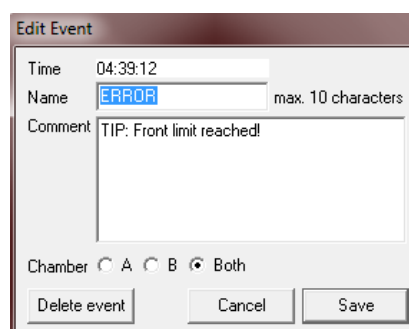 Edit Event
Time 04:39:12
Name ERROR max. 10 characters
Comment TIP: Front limit reached!
Chamber A B Both
Delete event Cancel Save